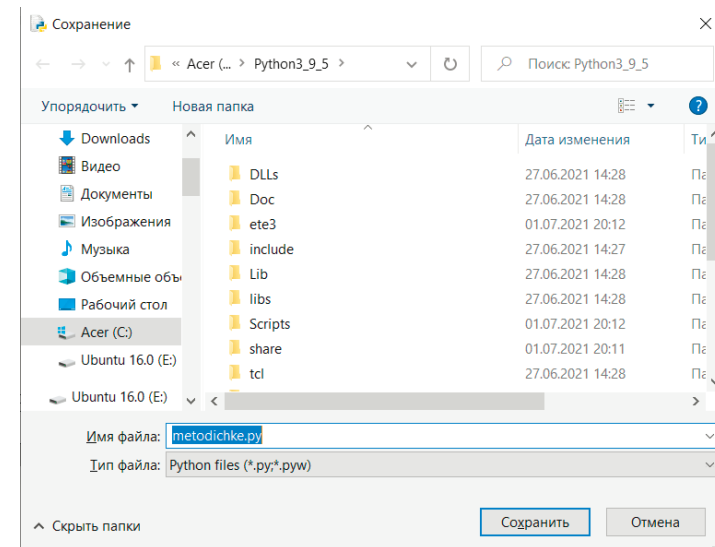 Сохранение
« Acer (... > Python3_9_5 >
Поиск: Python3_9_5
Упорядочить Новая папка
Имя Дата изменения Ти
Downloads
Видео
Документы
Изображения
Музыка
Объемные объ
Рабочий стол
Acer (C:)
Ubuntu 16.0 (E:)
Ubuntu 16.0 (E:)
DLLs 27.06.2021 14:28 Па
Doc 27.06.2021 14:28 Па
ete3 01.07.2021 20:12 Па
include 27.06.2021 14:27 Па
Lib 27.06.2021 14:28 Па
libs 27.06.2021 14:28 Па
Scripts 01.07.2021 20:12 Па
share 01.07.2021 20:11 Па
tcl 27.06.2021 14:28 Па
Имя файла: metodichke.py
Тип файла: Python files (*.py;*.pyw)
Скрыть папки Сохранить Отмена